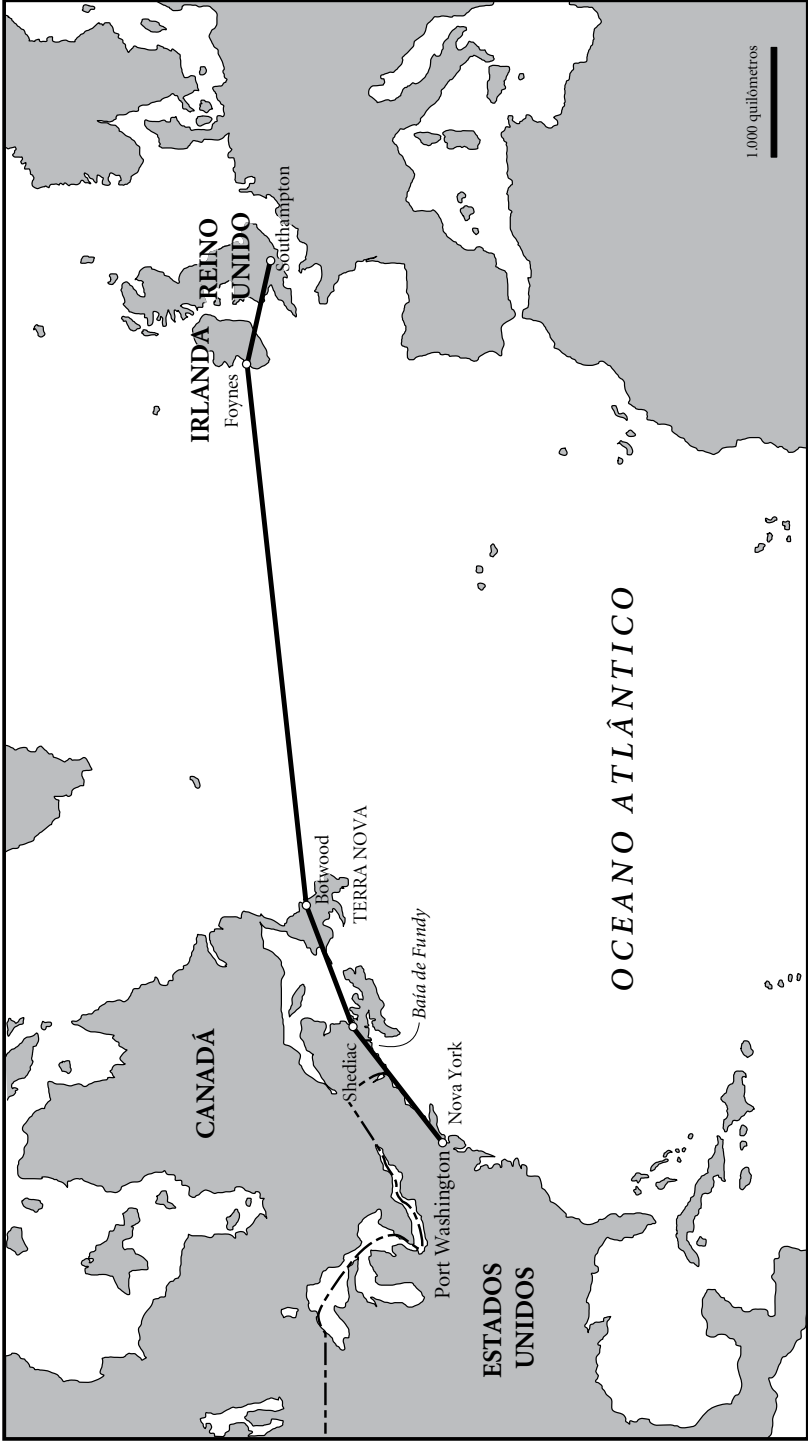 CANADÁ
ESTADOS
UNIDOS
Port Washington
Nova York
Shediac
Baía de Fundy
Botwood
TERRA NOVA
OCEANO ATLÂNTICO
IRLANDA
Foynes
REINO
UNIDO
Southampton
1.000 quilômetros